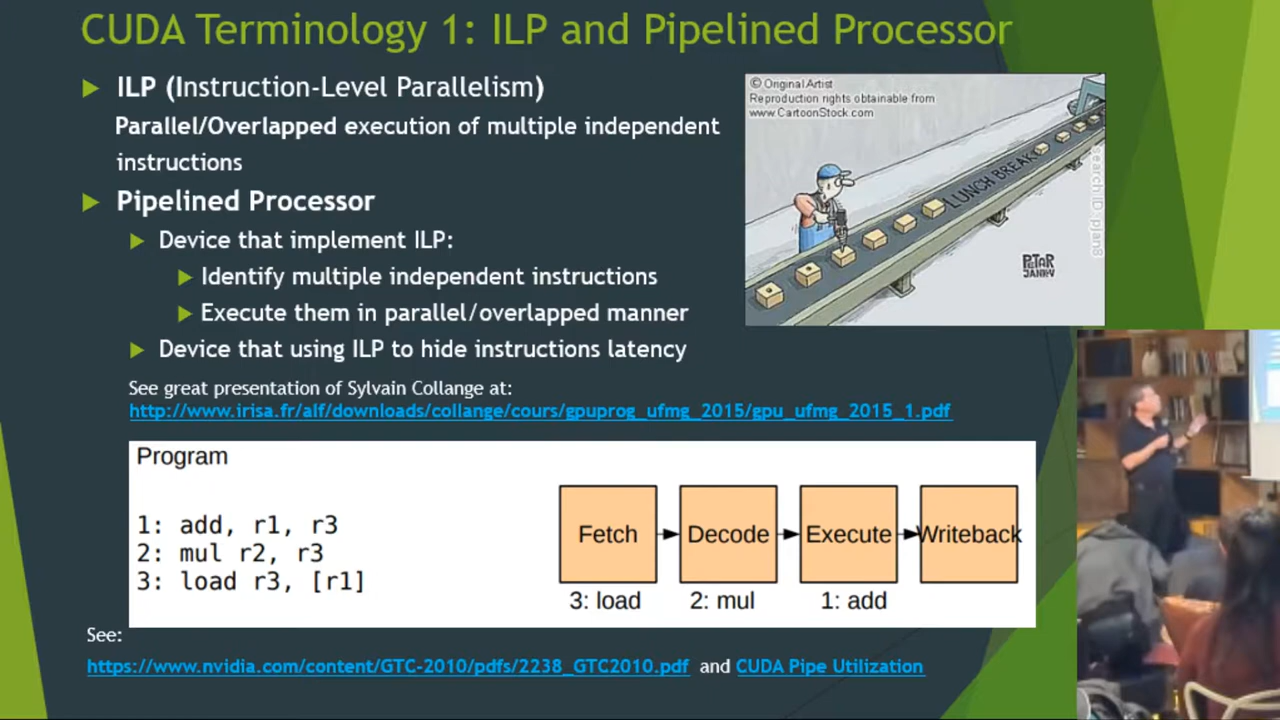 CUDA Terminology 1: ILP and Pipelined Processor
ILP (Instruction-Level Parallelism)
Parallel/Overlapped execution of multiple independent
instructions
Pipelined Processor
Device that implement ILP:
Identify multiple independent instructions
Execute them in parallel/overlapped manner
Device that using ILP to hide instructions latency
See great presentation of Sylvain Collange at:
http://www.irisa.fr/alf/downloads/collange/cours/gpuprog_ufmg_2015/gpu_ufmg_2015_1.pdf
© Original Artist
Reproduction rights obtainable from
www.CartoonStock.com
LUNCH BREAK
search ID: pjan8
PETAR
JANKV
Program
1: add, r1, r3
2: mul r2, r3
3: load r3, [r1]
Fetch
Decode
Execute
Writeback
3: load
2: mul
1: add
See:
https://www.nvidia.com/content/GTC-2010/pdfs/2238_GTC2010.pdf and CUDA Pipe Utilization